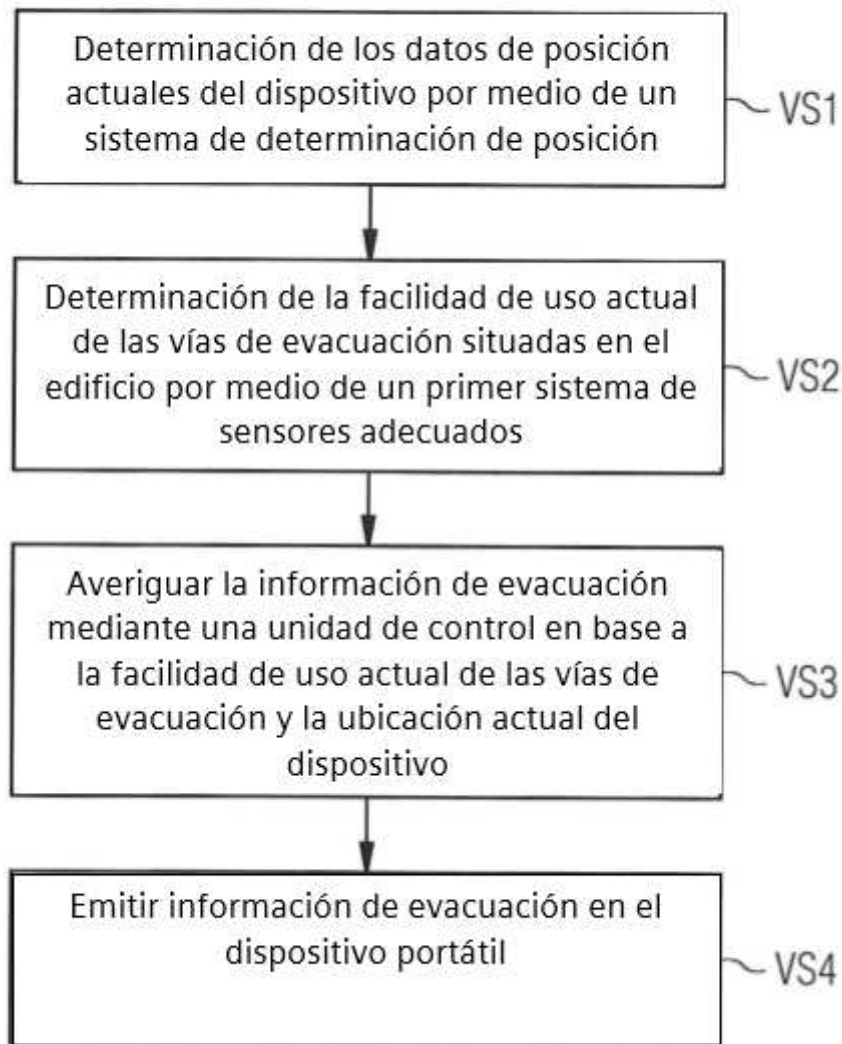 Determinación de los datos de posición
actuales del dispositivo por medio de un
sistema de determinación de posición
VS1
Determinación de la facilidad de uso actual
de las vías de evacuación situadas en el
edificio por medio de un primer sistema de
sensores adecuados
VS2
Averiguar la información de evacuación
mediante una unidad de control en base a
la facilidad de uso actual de las vías de
evacuación y la ubicación actual del
dispositivo
VS3
Emitir información de evacuación en el
dispositivo portátil
VS4